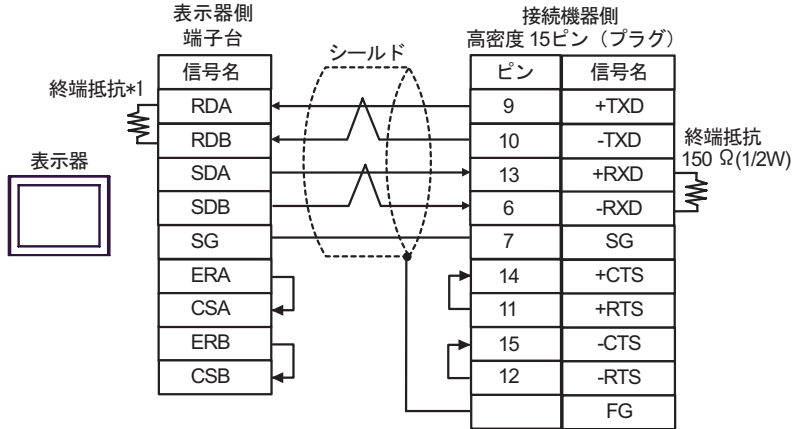 表示器側
端子台
接続機器側
高密度 15ピン（プラグ）
シールド
終端抵抗*1
表示器
信号名
RDA
RDB
SDA
SDB
SG
ERA
CSA
ERB
CSB
ピン 信号名
9 +TXD
10 -TXD
13 +RXD
6 -RXD
7 SG
14 +CTS
11 +RTS
15 -CTS
12 -RTS
FG
終端抵抗
150 Ω(1/2W)